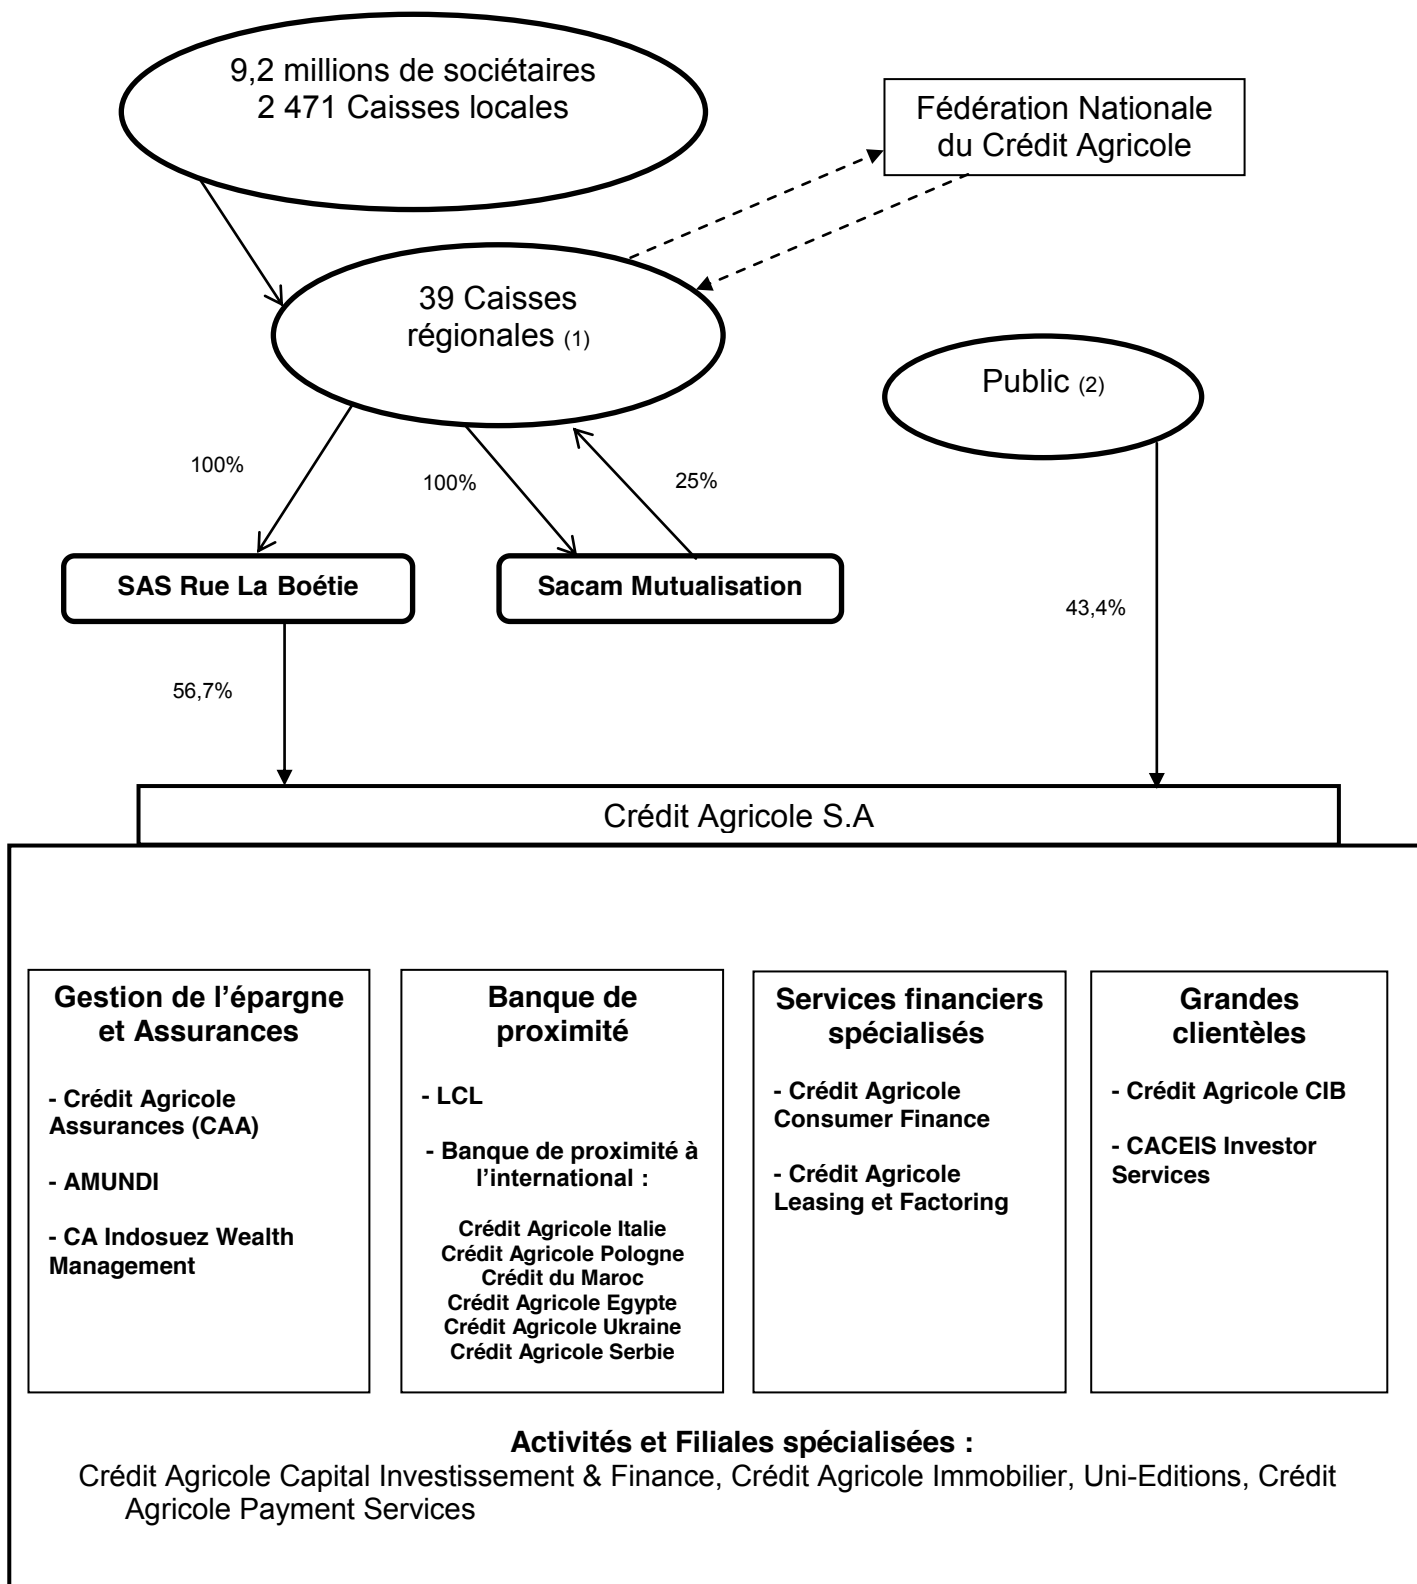 9,2 millions de sociétaires
2 471 Caisses locales
Fédération Nationale
du Crédit Agricole
39 Caisses
régionales (1)
Public (2)
100%
100%
25%
SAS Rue La Boétie
Sacam Mutualisation
43,4%
56,7%
Crédit Agricole S.A
Gestion de l’épargne
et Assurances
- Crédit Agricole
Assurances (CAA)
- AMUNDI
- CA Indosuez Wealth
Management
Banque de
proximité
- LCL
- Banque de proximité à
l’international :
Crédit Agricole Italie
Crédit Agricole Pologne
Crédit du Maroc
Crédit Agricole Egypte
Crédit Agricole Ukraine
Crédit Agricole Serbie
Services financiers
spécialisés
- Crédit Agricole
Consumer Finance
- Crédit Agricole
Leasing et Factoring
Grandes
clientèles
- Crédit Agricole CIB
- CACEIS Investor
Services
Activités et Filiales spécialisées :
Crédit Agricole Capital Investissement & Finance, Crédit Agricole Immobilier, Uni-Editions, Crédit
Agricole Payment Services